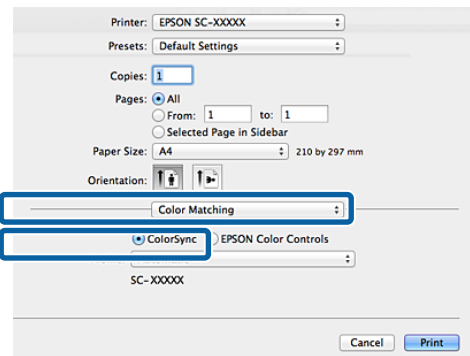 Printer: EPSON SC-XXXXX
Presets: Default Settings
Copies: 1
Pages: All
From: 1 to: 1
Selected Page in Sidebar
Paper Size: A4 210 by 297 mm
Orientation:
Color Matching
ColorSync EPSON Color Controls
SC-XXXXX
Cancel Print